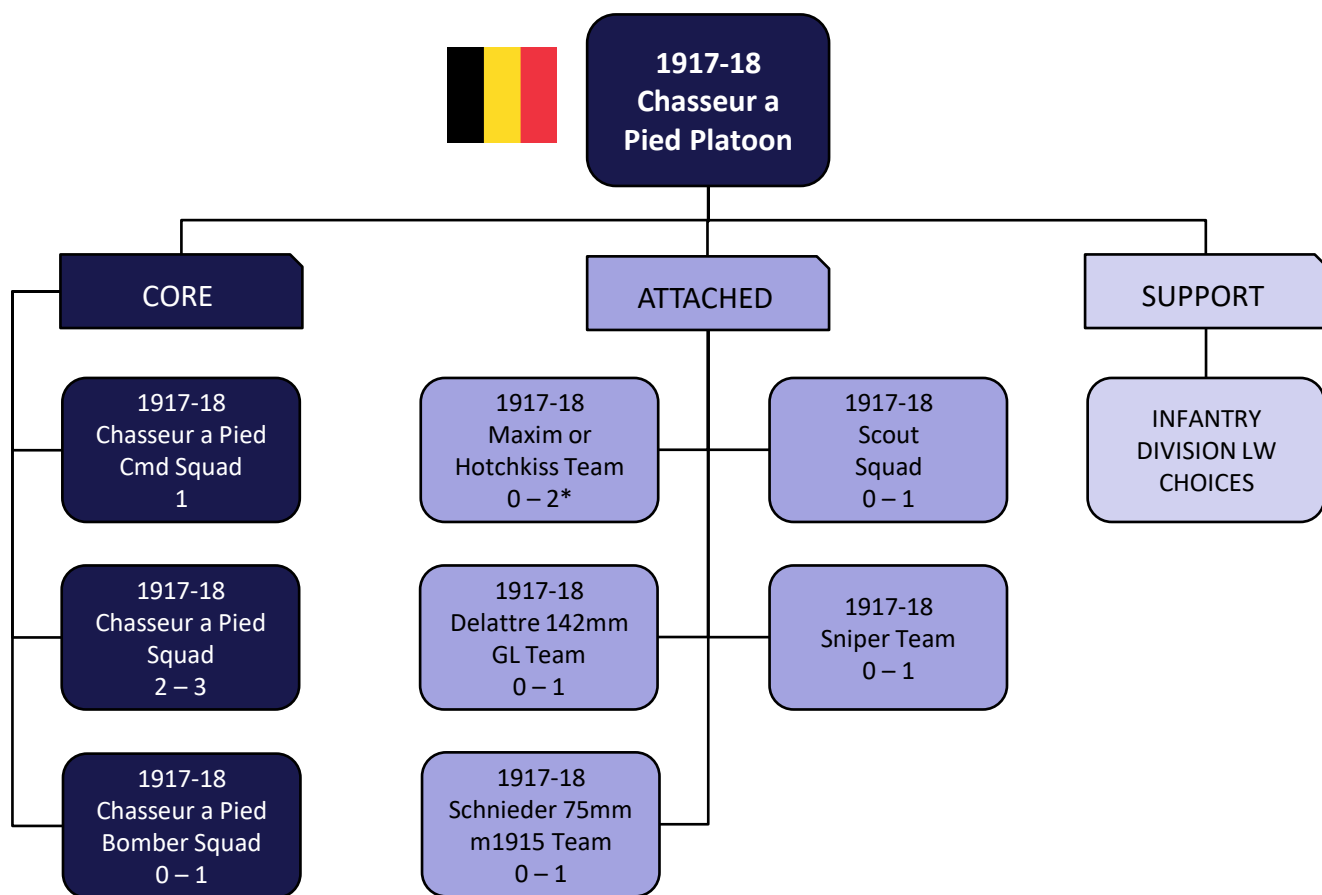 1917-18
Chasseur a
Pied Platoon
CORE
ATTACHED
SUPPORT
1917-18
Chasseur a Pied
Cmd Squad
1
1917-18
Maxim or
Hotchkiss Team
0 – 2*
1917-18
Scout
Squad
0 – 1
INFANTRY
DIVISION LW
CHOICES
1917-18
Chasseur a Pied
Squad
2 – 3
1917-18
Delattre 142mm
GL Team
0 – 1
1917-18
Sniper Team
0 – 1
1917-18
Chasseur a Pied
Bomber Squad
0 – 1
1917-18
Schnieder 75mm
m1915 Team
0 – 1